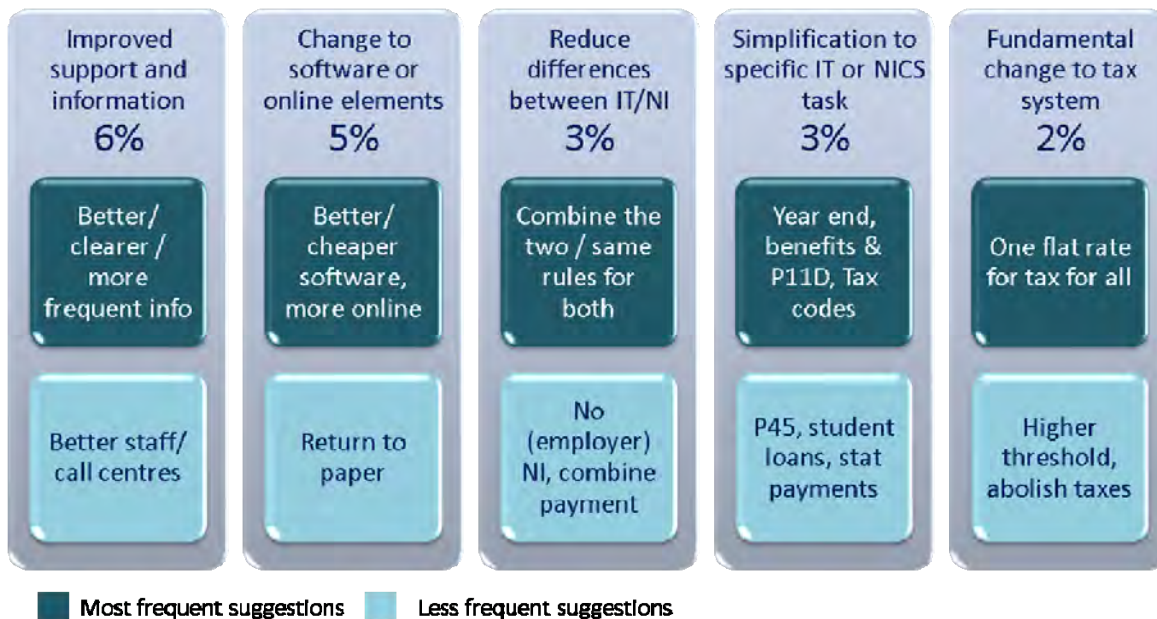 Improved
support and
information
6%
Better/
clearer /
more
frequent info
Better staff/
call centres
Change to
software or
online elements
5%
Better/
cheaper
software,
more online
Return to
paper
Reduce
differences
between IT/NI
3%
Combine the
two / same
rules for
both
No
(employer)
NI, combine
payment
Simplification to
specific IT or NICS
task
3%
Year end,
benefits &
P11D, Tax
codes
P45, student
loans, stat
payments
Fundamental
change to tax
system
2%
One flat rate
for tax for all
Higher
threshold,
abolish taxes
Most frequent suggestions
Less frequent suggestions